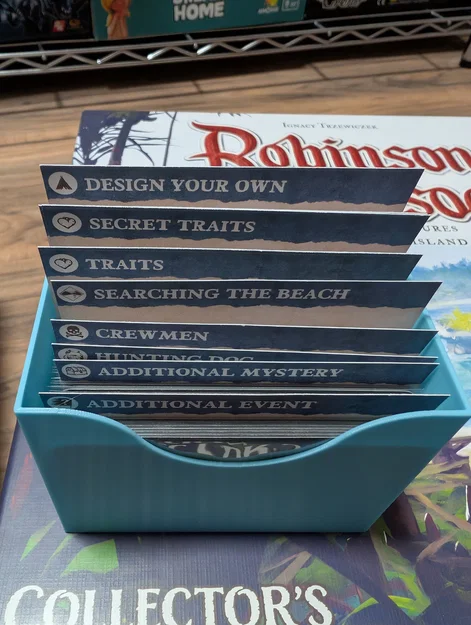 HOME
IGNACY TRZEWICZEK
Robinson
DESIGN YOUR OWN
SECRET TRAITS
TRAITS
ISLAND
SEARCHING THE BEACH
CREWMEN
HUNTING DOG
ADDITIONAL MYSTERY
ADDITIONAL EVENT
COLLECTOR'S